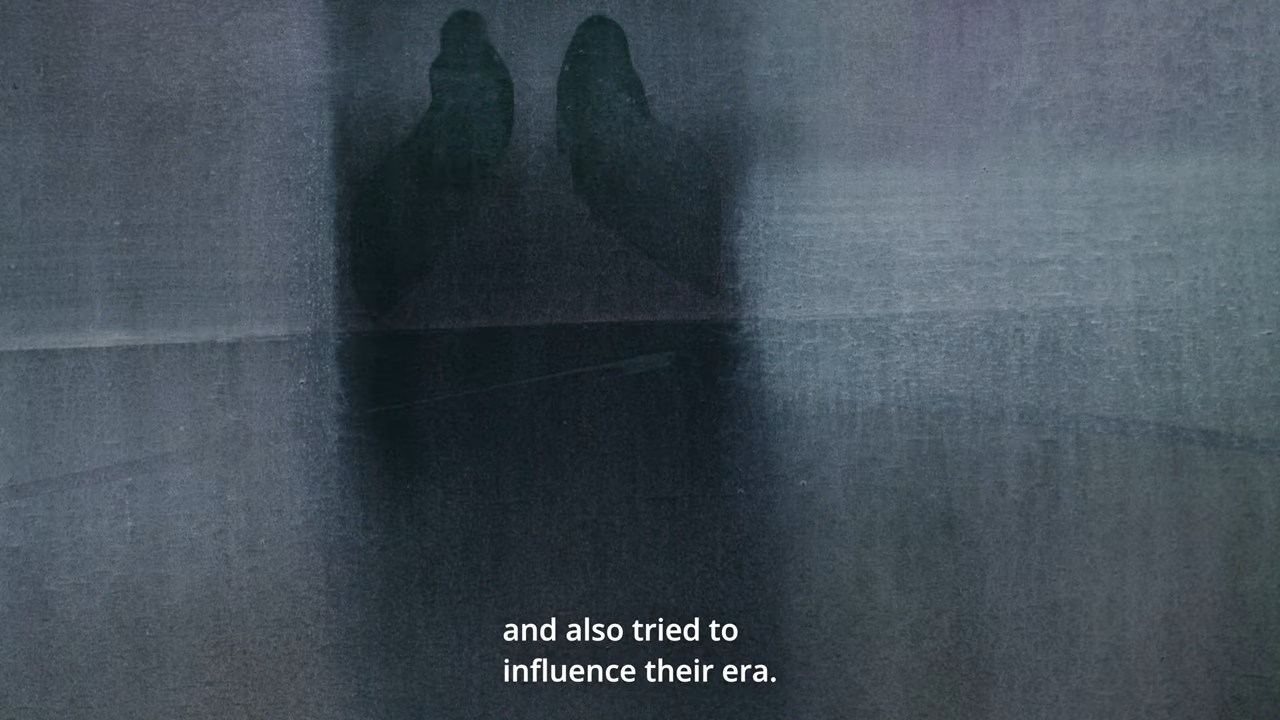 and also tried to
influence their era.